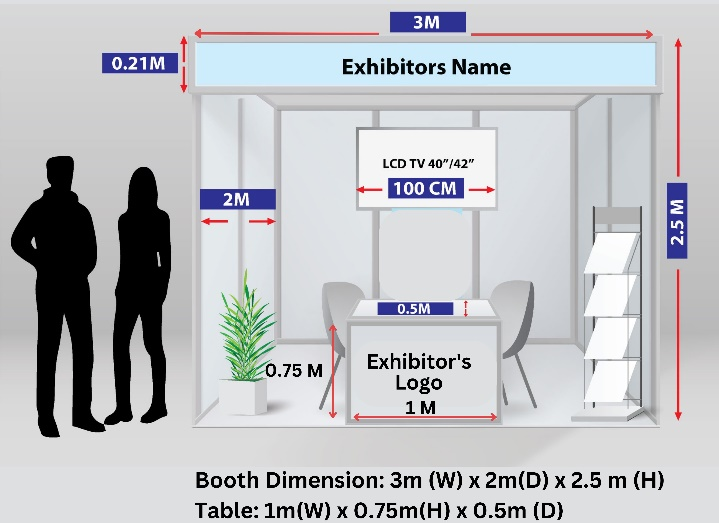 3M
0.21M
Exhibitors Name
LCD TV 40”/42”
100 CM
2M
2.5 M
0.5M
0.75 M
Exhibitor's
Logo
1 M
Booth Dimension: 3m (W) x 2m(D) x 2.5 m (H)
Table: 1m(W) x 0.75m(H) x 0.5m (D)